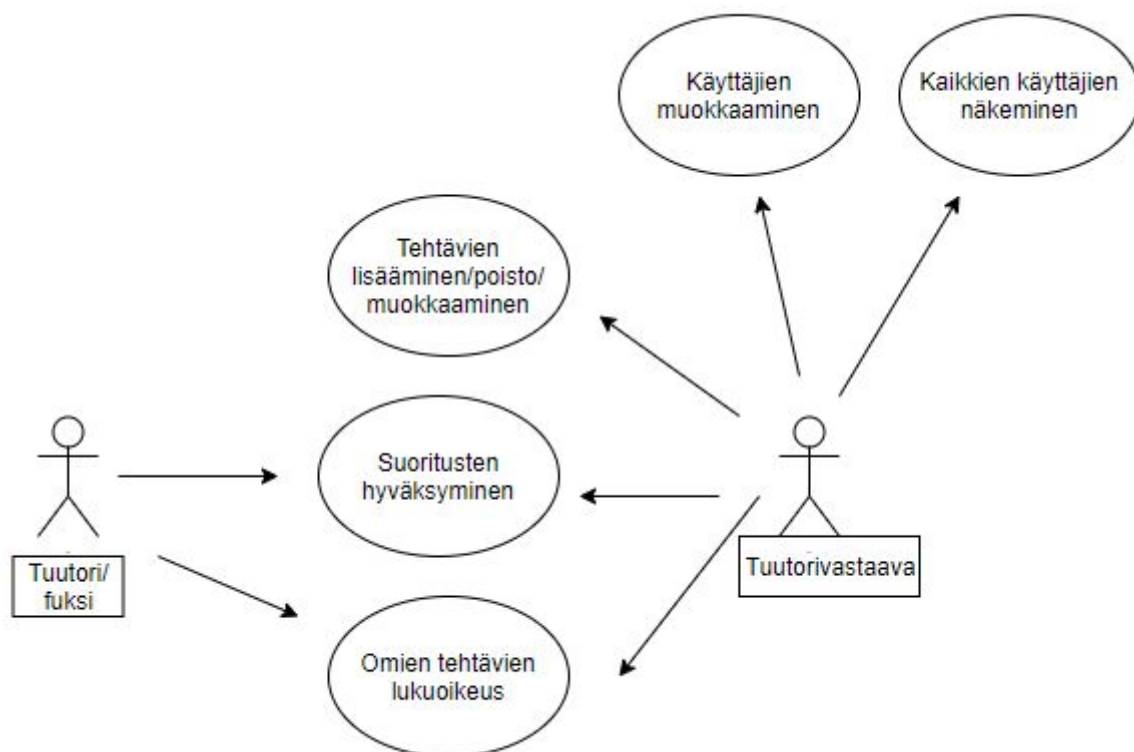 Käyttäjien
muokkaaminen
Kaikkien käyttäjien
näkeminen
Tehtävien
lisääminen/poisto/
muokkaaminen
Suoritusten
hyväksyminen
Tuutori/
fuksi
Tuutorivastaava
Omien tehtävien
lukuoikeus